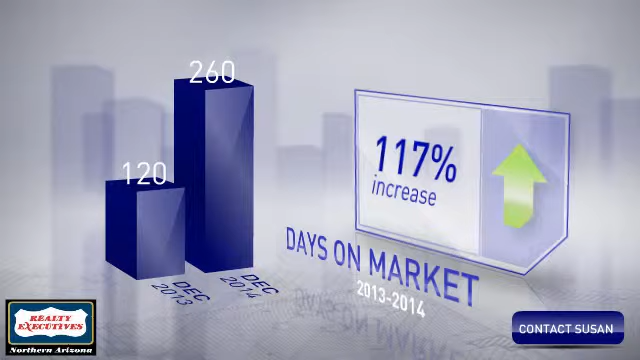 260
120
DEC
2013
DEC
2014
117%
increase
DAYS ON MARKET
2013-2014
REALTY
EXECUTIVES
Northern Arizona
CONTACT SUSAN